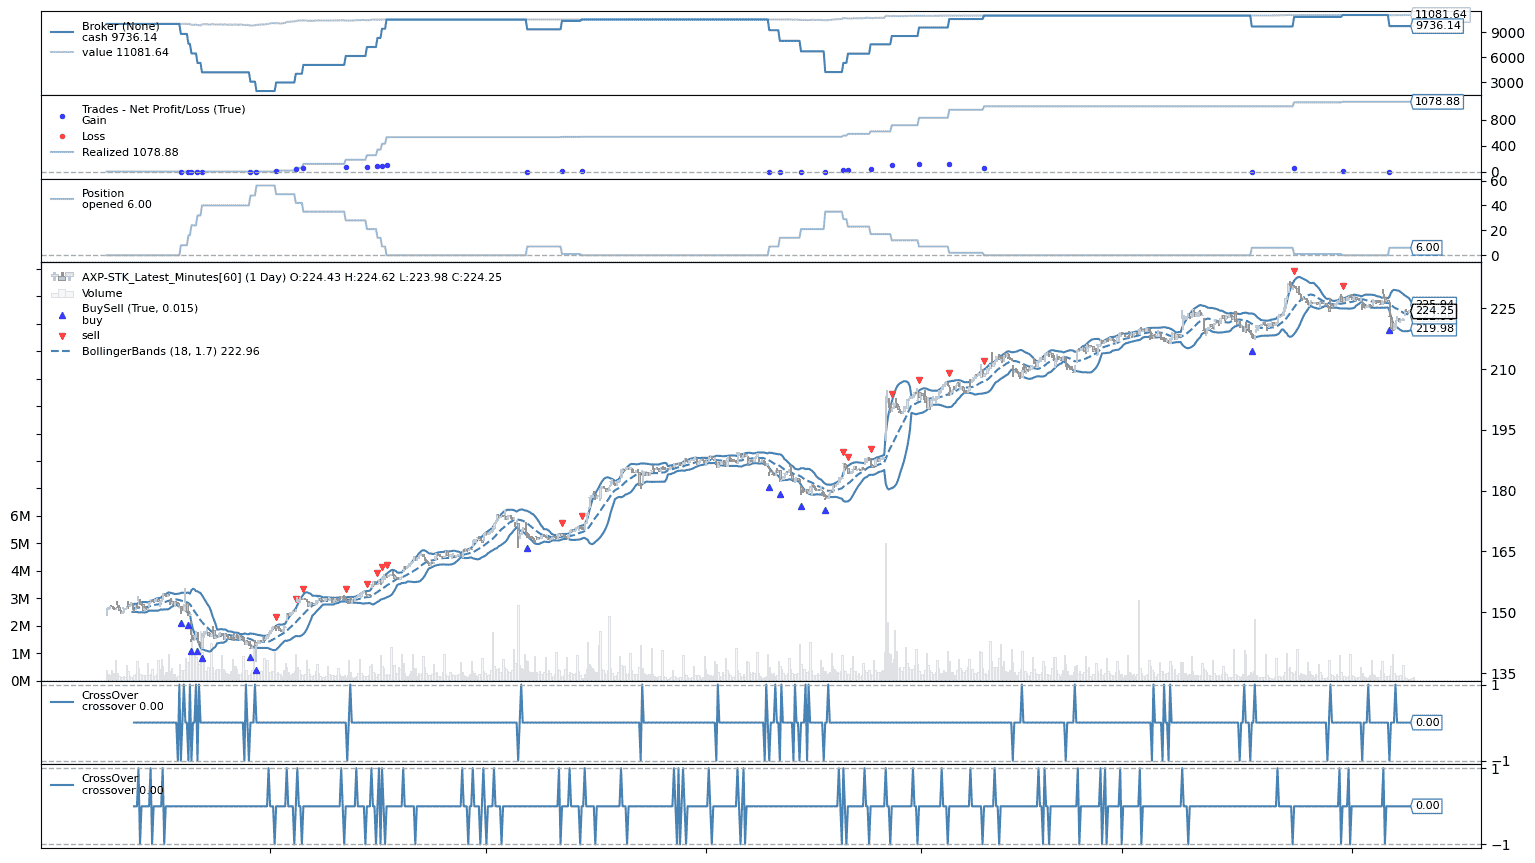 Broker (None)
cash 9736.14
value 11081.64
11081.64
9736.14
9000
6000
3000
Trades - Net Profit/Loss (True)
Gain
Loss
Realized 1078.88
1078.88
800
400
0
Position
opened 6.00
60
40
20
0
6.00
AXP-STK_Latest_Minutes[60] (1 Day) O:224.43 H:224.62 L:223.98 C:224.25
Volume
BuySell (True, 0.015)
buy
sell
BollingerBands (18, 1.7) 222.96
225.94
224.25
219.98
225
210
195
180
165
150
135
6M
5M
4M
3M
2M
1M
0M
CrossOver
crossover 0.00
1
0.00
−1
CrossOver
crossover 0.00
1
0.00
−1